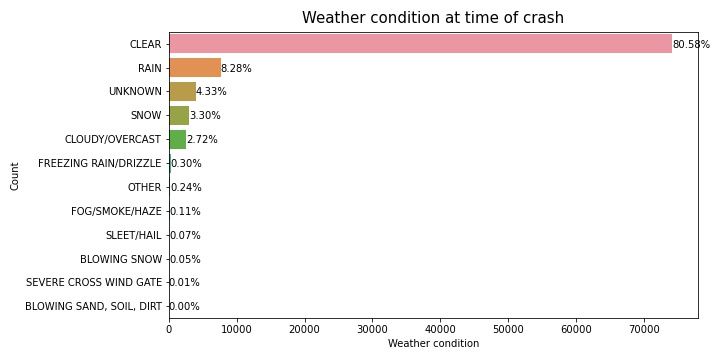 Weather condition at time of crash
CLEAR 80.58%
RAIN 8.28%
UNKNOWN 4.33%
SNOW 3.30%
CLOUDY/OVERCAST 2.72%
FREEZING RAIN/DRIZZLE 0.30%
OTHER 0.24%
FOG/SMOKE/HAZE 0.11%
SLEET/HAIL 0.07%
BLOWING SNOW 0.05%
SEVERE CROSS WIND GATE 0.01%
BLOWING SAND, SOIL, DIRT 0.00%
Count
0 10000 20000 30000 40000 50000 60000 70000
Weather condition